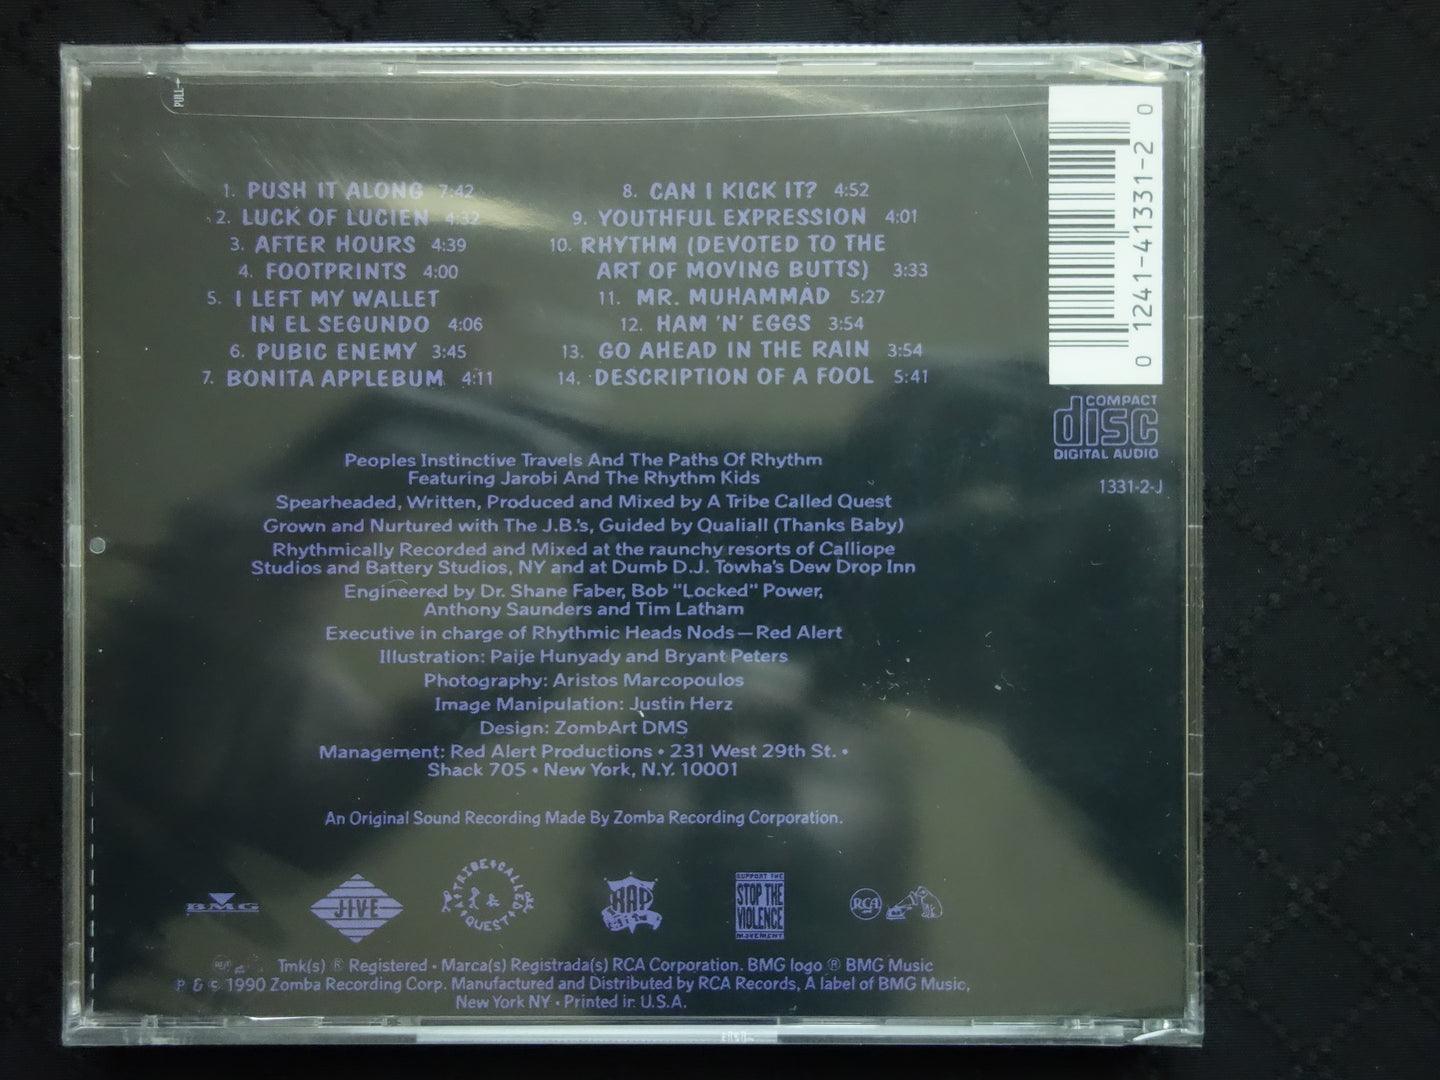 PULL
1. PUSH IT ALONG 7:42
2. LUCK OF LUCIEN 4:32
3. AFTER HOURS 4:39
4. FOOTPRINTS 4:00
5. I LEFT MY WALLET
IN EL SEGUNDO 4:06
6. PUBIC ENEMY 3:45
7. BONITA APPLEBUM 4:11
8. CAN I KICK IT? 4:52
9. YOUTHFUL EXPRESSION 4:01
10. RHYTHM (DEVOTED TO THE
ART OF MOVING BUTTS) 3:33
11. MR. MUHAMMAD 5:27
12. HAM 'N' EGGS 3:54
13. GO AHEAD IN THE RAIN 3:54
14. DESCRIPTION OF A FOOL 5:41
0 1241-41331-2 0
COMPACT
disc
DIGITAL AUDIO
1331-2-J
Peoples Instinctive Travels And The Paths Of Rhythm
Featuring Jarobi And The Rhythm Kids
Spearheaded, Written, Produced and Mixed by A Tribe Called Quest
Grown and Nurtured with The J.B.'s, Guided by Qualiall (Thanks Baby)
Rhythmically Recorded and Mixed at the raunchy resorts of Calliope
Studios and Battery Studios, NY and at Dumb D.J. Towha's Dew Drop Inn
Engineered by Dr. Shane Faber, Bob "Locked" Power,
Anthony Saunders and Tim Latham
Executive in charge of Rhythmic Heads Nods—Red Alert
Illustration: Paije Hunyady and Bryant Peters
Photography: Aristos Marcopoulos
Image Manipulation: Justin Herz
Design: ZombArt DMS
Management: Red Alert Productions • 231 West 29th St. •
Shack 705 • New York, N.Y. 10001
An Original Sound Recording Made By Zomba Recording Corporation.
BMG
JIVE
A TRIBE CALLED QUEST
RAP
SUPPORT THE
STOP THE
VIOLENCE
MOVEMENT
RCA
Tmk(s) ® Registered • Marca(s) Registrada(s) RCA Corporation. BMG logo ® BMG Music
P & © 1990 Zomba Recording Corp. Manufactured and Distributed by RCA Records, A label of BMG Music,
New York NY • Printed in U.S.A.